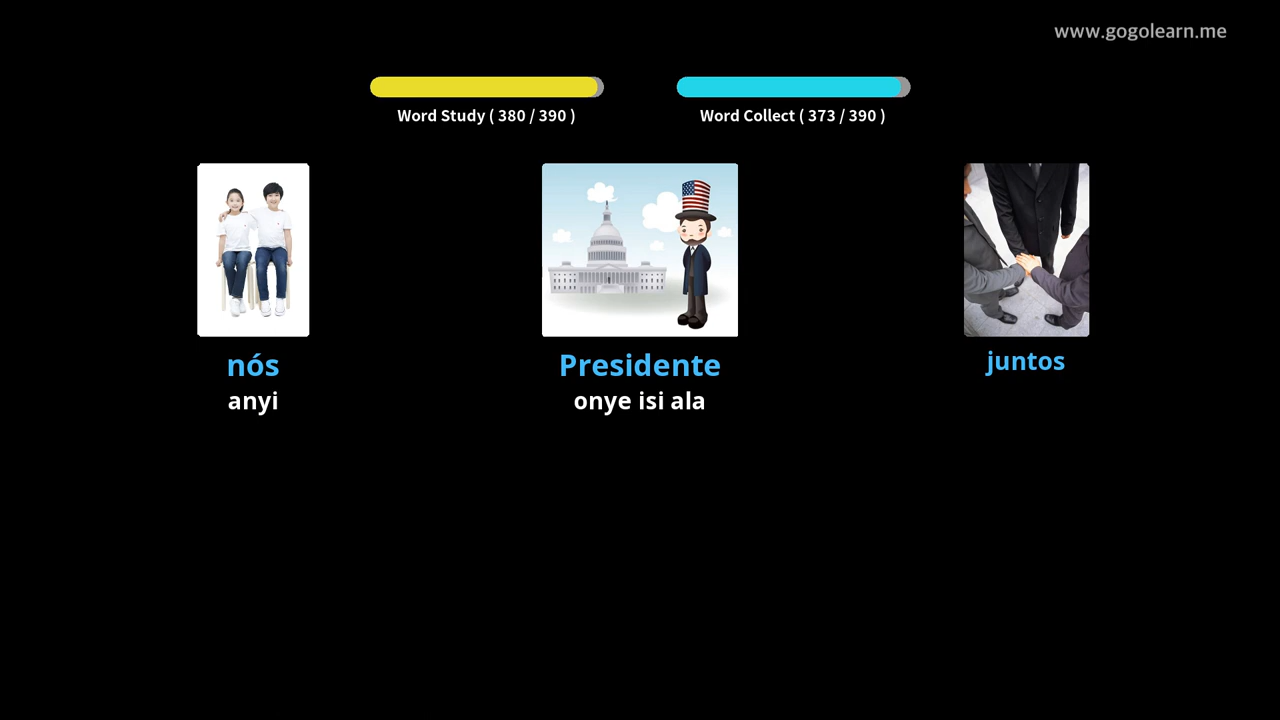 www.gogolearn.me
Word Study ( 380 / 390 )
Word Collect ( 373 / 390 )
nós
Presidente
juntos
anyi
onye isi ala